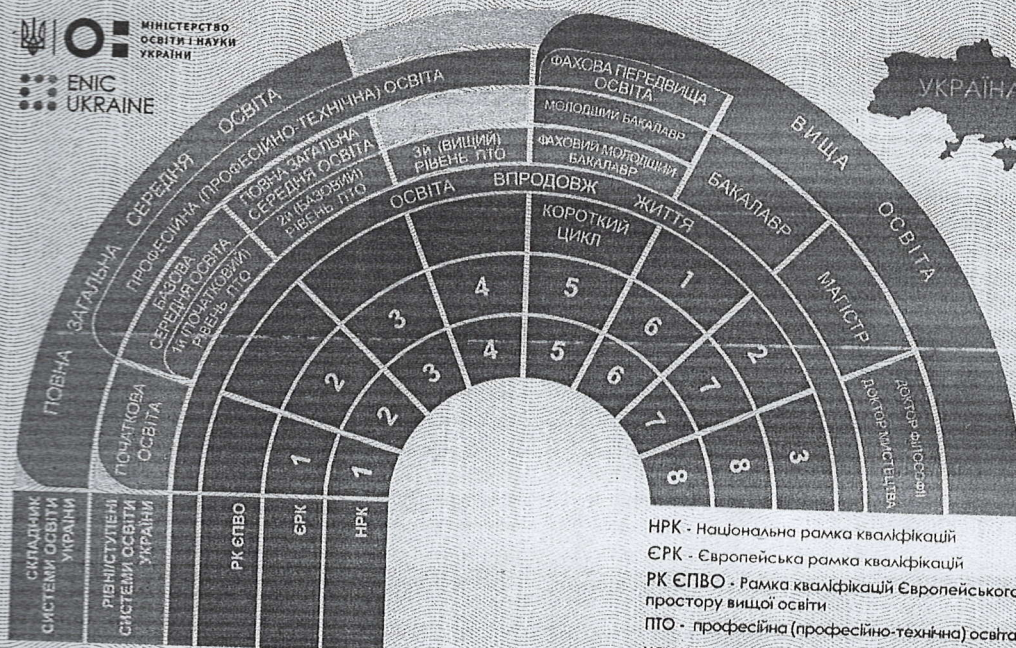 МІНІСТЕРСТВО
ОСВІТИ І НАУКИ
УКРАЇНИ
ENIC
UKRAINE
УКРАЇНА
ПОВНА ЗАГАЛЬНА СЕРЕДНЯ ОСВІТА
ВИЩА ОСВІТА
ПРОФЕСІЙНА (ПРОФЕСІЙНО-ТЕХНІЧНА) ОСВІТА
ФАХОВА ПЕРЕДВИЩА
ОСВІТА
ПОЧАТКОВА
ОСВІТА
БАЗОВА
СЕРЕДНЯ ОСВІТА
1й (ПОЧАТКОВИЙ)
РІВЕНЬ ПТО
ПОВНА ЗАГАЛЬНА
СЕРЕДНЯ ОСВІТА
2й (БАЗОВИЙ)
РІВЕНЬ ПТО
3й (ВИЩИЙ)
РІВЕНЬ ПТО
МОЛОДШИЙ БАКАЛАВР
ФАХОВИЙ МОЛОДШИЙ
БАКАЛАВР
БАКАЛАВР
МАГІСТР
ДОКТОР ФІЛОСОФІЇ
ДОКТОР МИСТЕЦТВА
ОСВІТА ВПРОДОВЖ ЖИТТЯ
КОРОТКИЙ
ЦИКЛ
1
2
3
1
2
3
4
5
6
7
8
1
2
3
4
5
6
7
8
СКЛАДНИК
СИСТЕМИ ОСВІТИ
УКРАЇНИ
РІВНІ/СТУПЕНІ
СИСТЕМИ ОСВІТИ
УКРАЇНИ
РК ЄПВО
ЄРК
НРК
НРК - Національна рамка кваліфікацій
ЄРК - Європейська рамка кваліфікацій
РК ЄПВО - Рамка кваліфікацій Європейського
простору вищої освіти
ПТО - професійна (професійно-технічна) освіта